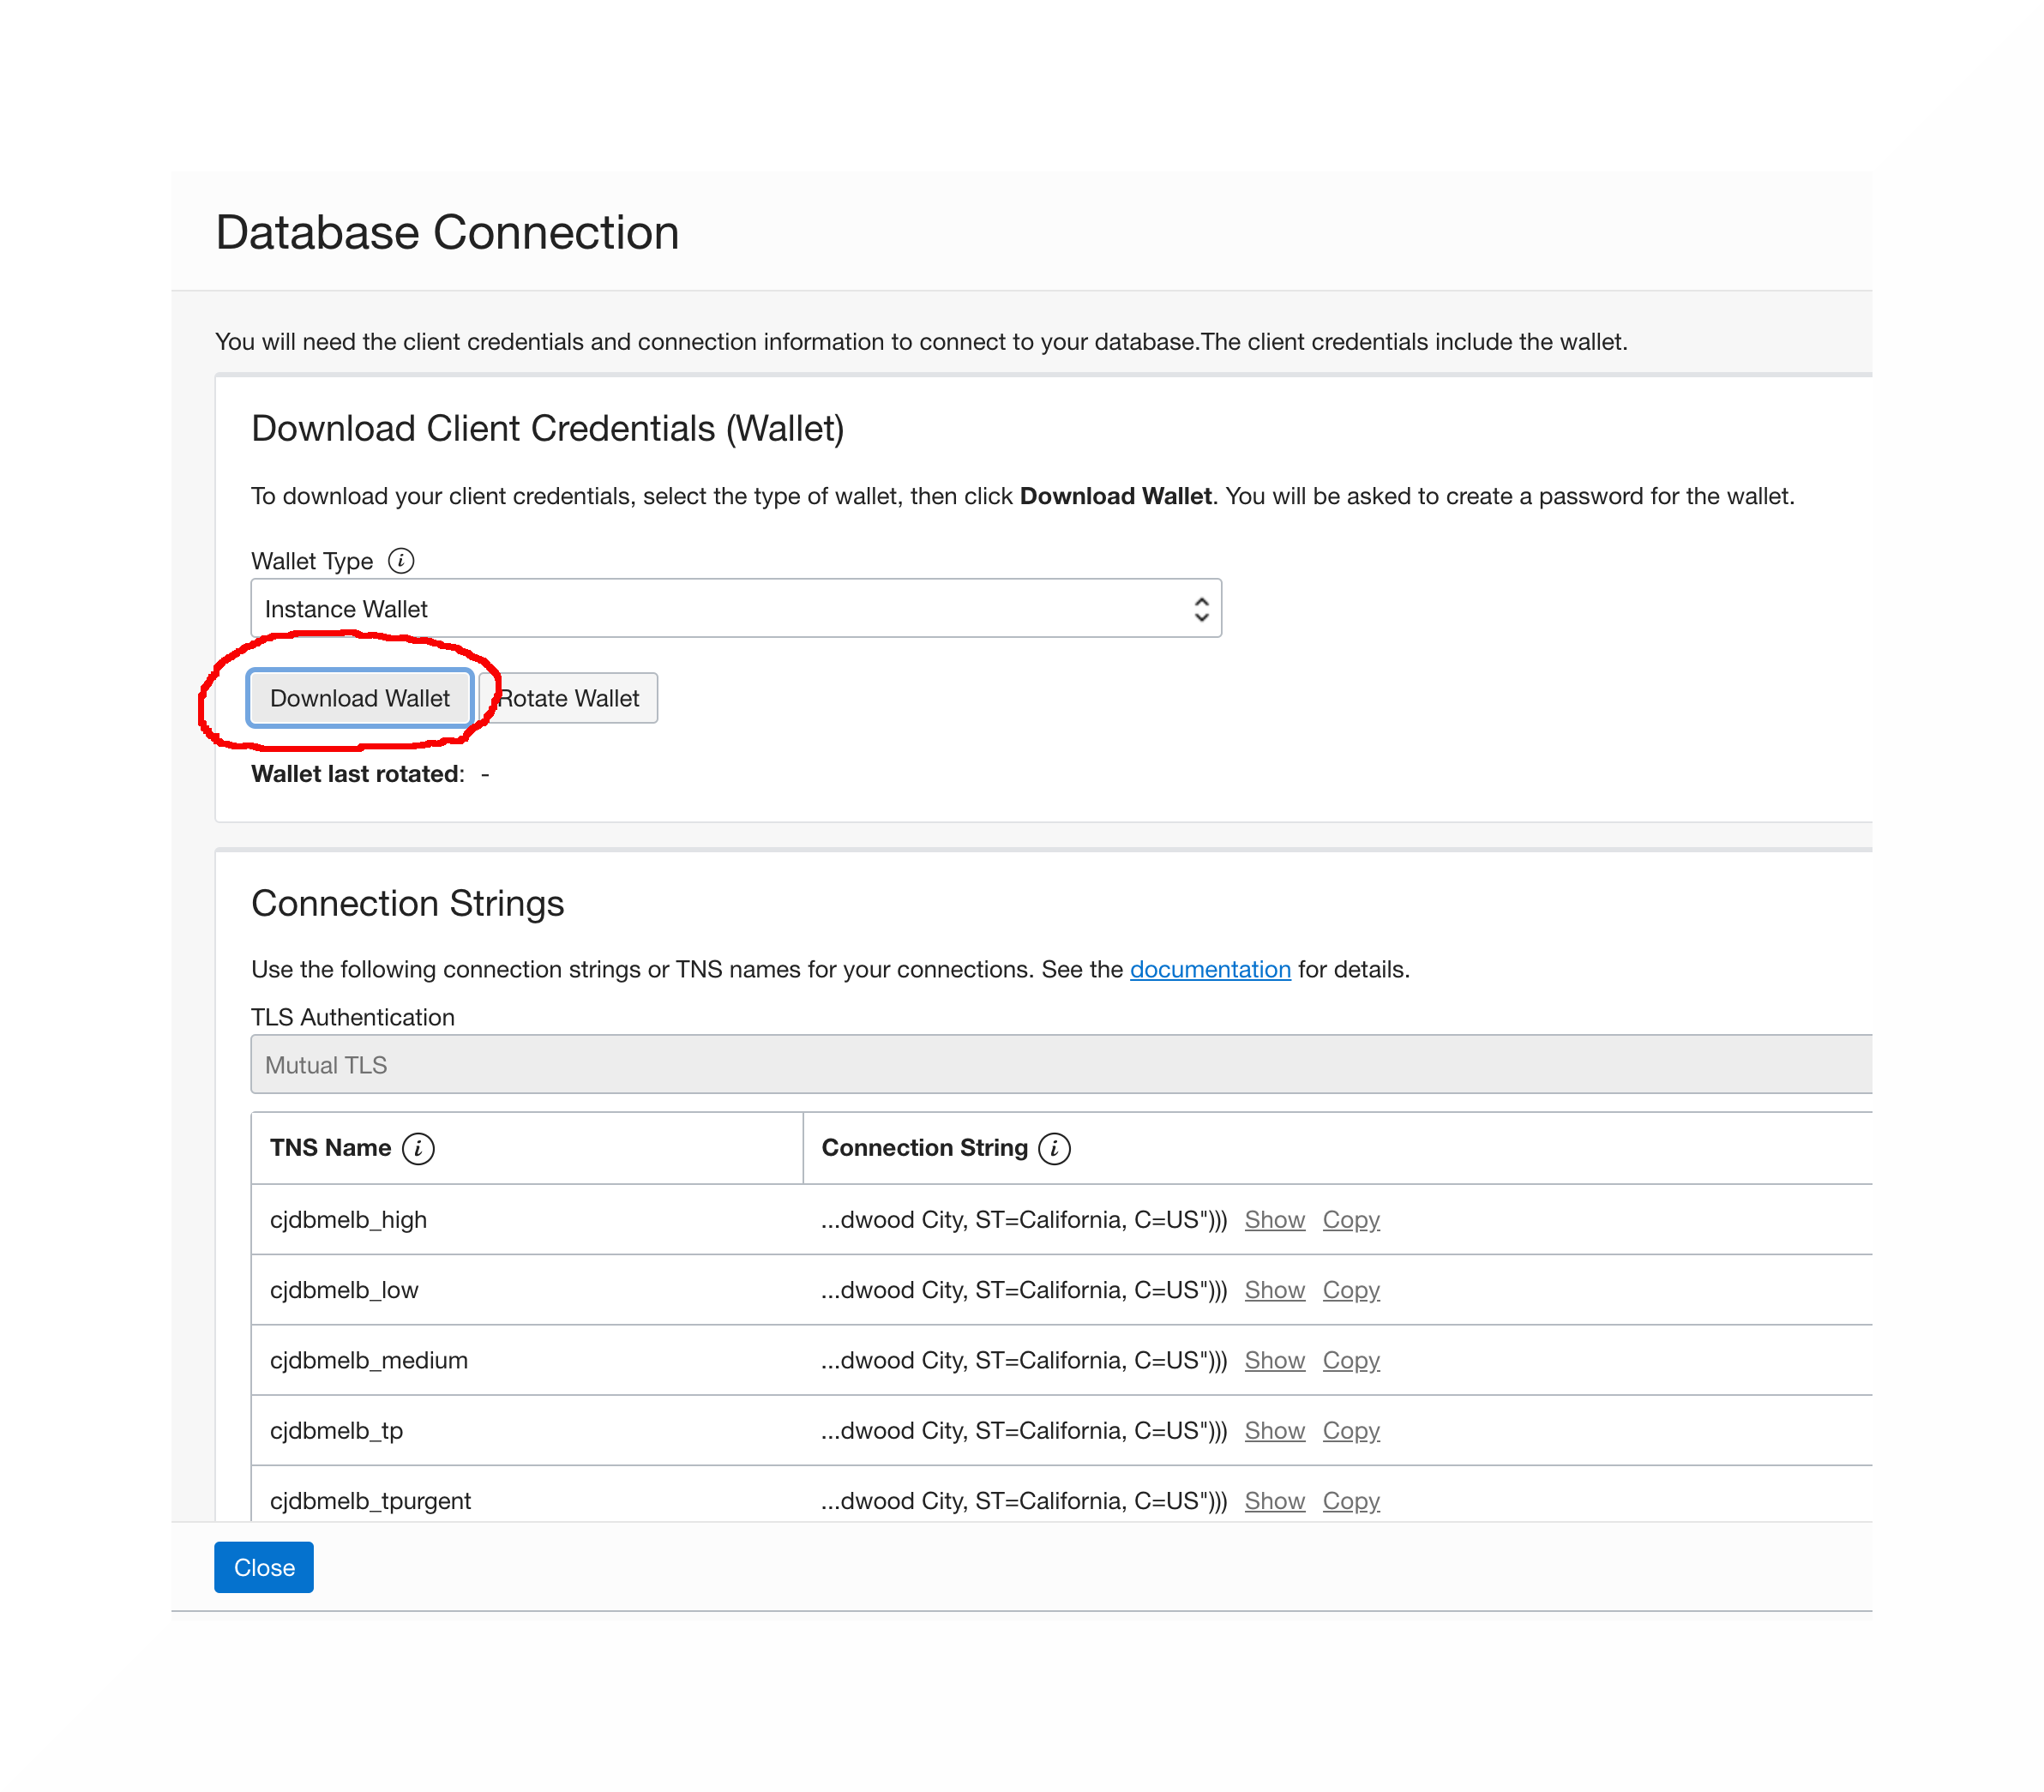 Database Connection
You will need the client credentials and connection information to connect to your database.The client credentials include the wallet.
Download Client Credentials (Wallet)
To download your client credentials, select the type of wallet, then click Download Wallet. You will be asked to create a password for the wallet.
Wallet Type i
Instance Wallet
Download Wallet Rotate Wallet
Wallet last rotated: -
Connection Strings
Use the following connection strings or TNS names for your connections. See the documentation for details.
TLS Authentication
Mutual TLS
TNS Name i Connection String i
cjdbmelb_high ...dwood City, ST=California, C=US"))) Show Copy
cjdbmelb_low ...dwood City, ST=California, C=US"))) Show Copy
cjdbmelb_medium ...dwood City, ST=California, C=US"))) Show Copy
cjdbmelb_tp ...dwood City, ST=California, C=US"))) Show Copy
cjdbmelb_tpurgent ...dwood City, ST=California, C=US"))) Show Copy
Close